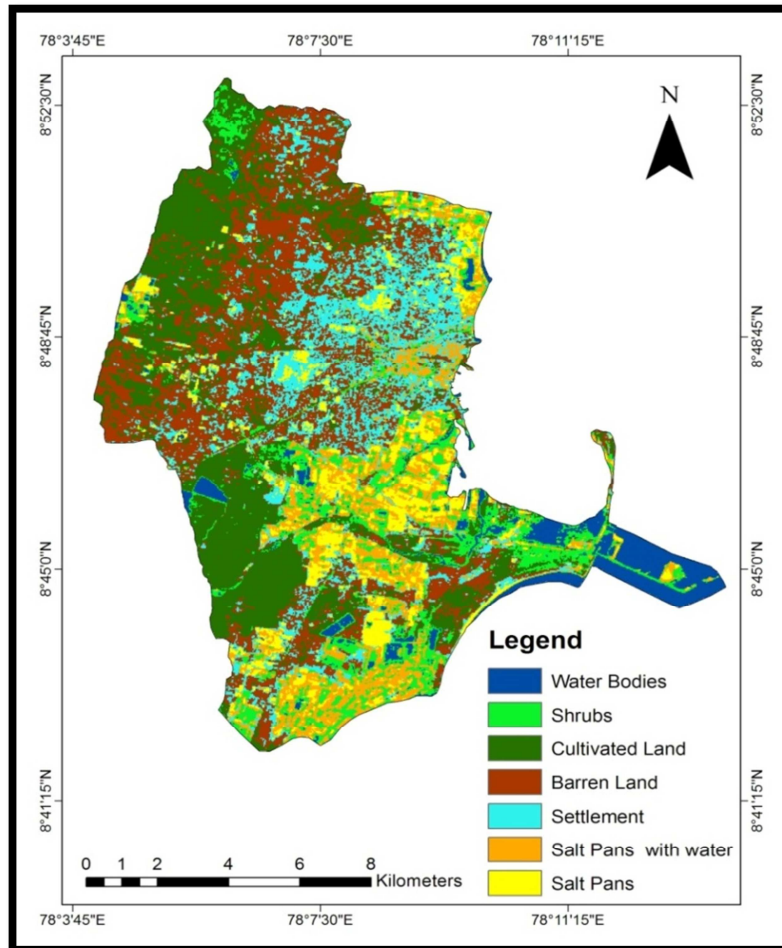 78°3'45"E 78°7'30"E 78°11'15"E
8°52'30"N 8°52'30"N
N
8°48'45"N 8°48'45"N
8°45'0"N 8°45'0"N
Legend
Water Bodies
Shrubs
Cultivated Land
Barren Land
Settlement
Salt Pans with water
Salt Pans
8°41'15"N 8°41'15"N
0 1 2 4 6 8
Kilometers
78°3'45"E 78°7'30"E 78°11'15"E